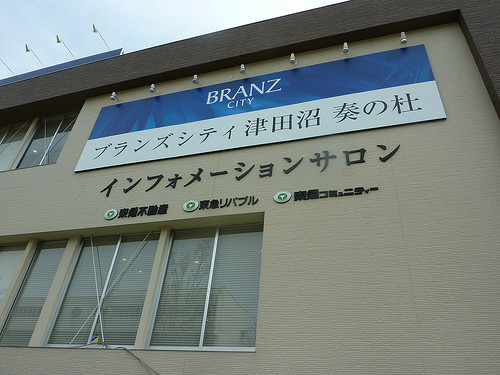 BRANZ
CITY
ブランズシティ津田沼 奏の杜
インフォメーションサロン
東急不動産 東急リバブル 東急コミュニティー